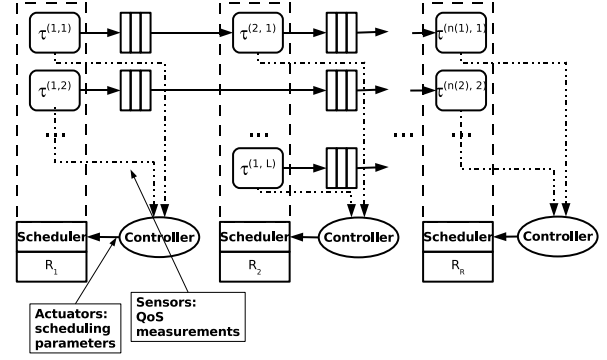 τ(1,1) τ(2, 1) τ(n(1), 1)
τ(1,2) τ(n(2), 2)
... ... ... ...
τ(1, L)
Scheduler Controller Scheduler Controller Scheduler Controller
R1 R2 RR
Actuators:
scheduling
parameters
Sensors:
QoS
measurements